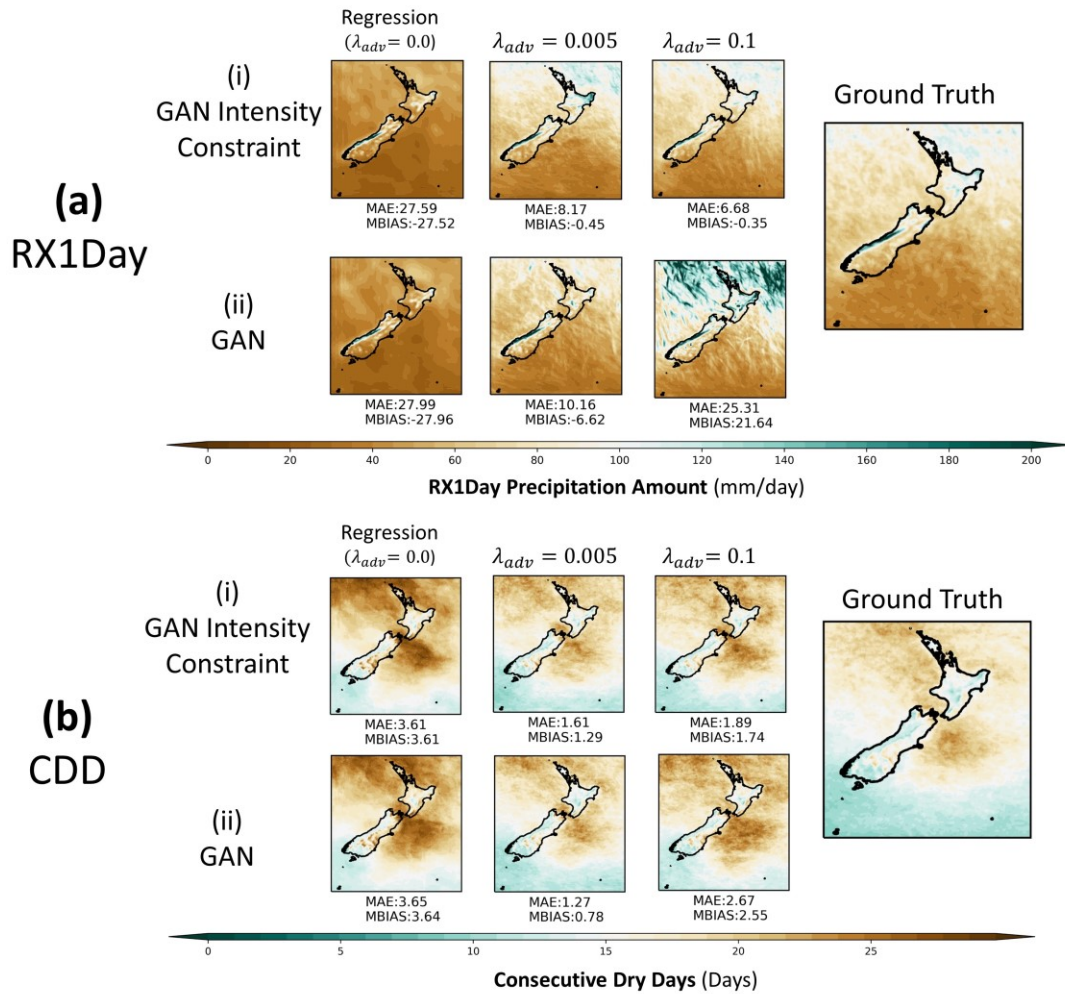 Regression
(λadv= 0.0)
λadv = 0.005
λadv = 0.1
(i)
GAN Intensity
Constraint
Ground Truth
MAE:27.59
MBIAS:-27.52
MAE:8.17
MBIAS:-0.45
MAE:6.68
MBIAS:-0.35
(a)
RX1Day
(ii)
GAN
MAE:27.99
MBIAS:-27.96
MAE:10.16
MBIAS:-6.62
MAE:25.31
MBIAS:21.64
0 20 40 60 80 100 120 140 160 180 200
RX1Day Precipitation Amount (mm/day)
Regression
(λadv= 0.0)
λadv = 0.005
λadv = 0.1
(i)
GAN Intensity
Constraint
Ground Truth
MAE:3.61
MBIAS:3.61
MAE:1.61
MBIAS:1.29
MAE:1.89
MBIAS:1.74
(b)
CDD
(ii)
GAN
MAE:3.65
MBIAS:3.64
MAE:1.27
MBIAS:0.78
MAE:2.67
MBIAS:2.55
0 5 10 15 20 25
Consecutive Dry Days (Days)